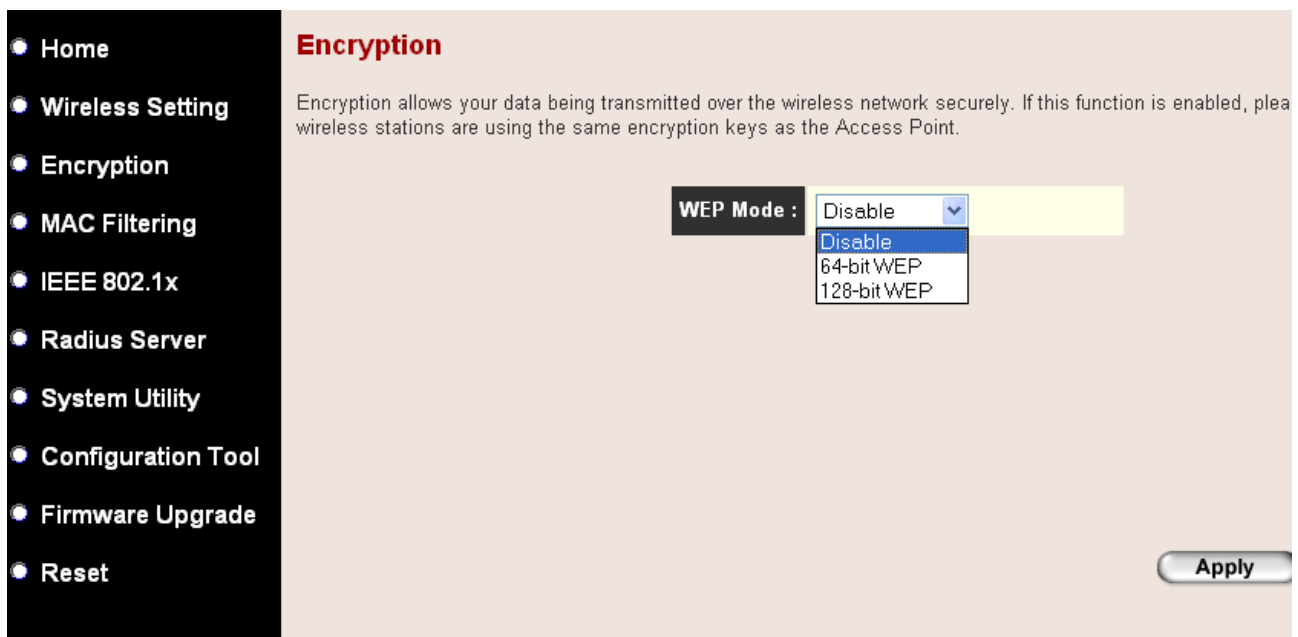 Home
Wireless Setting
Encryption
MAC Filtering
IEEE 802.1x
Radius Server
System Utility
Configuration Tool
Firmware Upgrade
Reset
Encryption
Encryption allows your data being transmitted over the wireless network securely. If this function is enabled, plea
wireless stations are using the same encryption keys as the Access Point.
WEP Mode : Disable
Disable
64-bit WEP
128-bit WEP
Apply